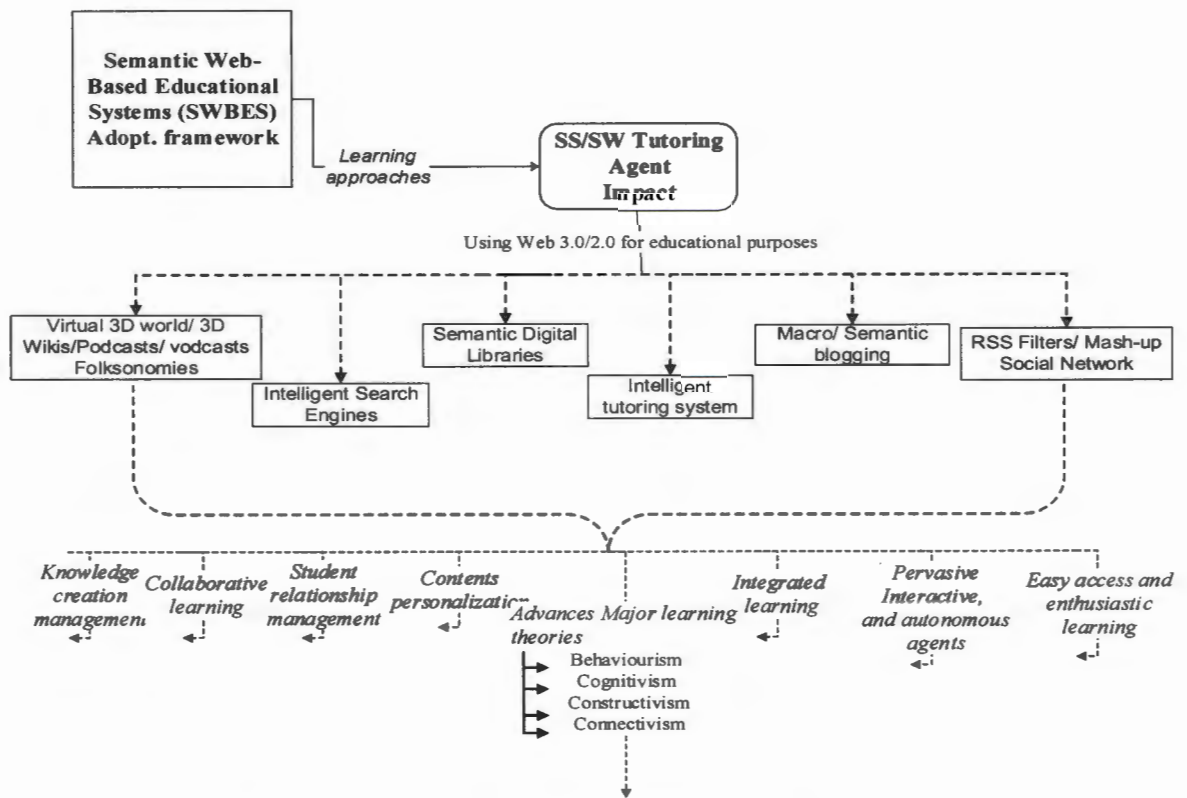 Semantic Web-
Based Educational
Systems (SWBES)
Adopt. framework
Learning
approaches
SS/SW Tutoring
Agent
Impact
Using Web 3.0/2.0 for educational purposes
Virtual 3D world/ 3D
Wikis/Podcasts/ vodcasts
Folksonomies
Intelligent Search
Engines
Semantic Digital
Libraries
Intelligent
tutoring system
Macro/ Semantic
blogging
RSS Filters/ Mash-up
Social Network
Knowledge
creation
management
Collaborative
learning
Student
relationship
management
Contents
personalization
Advances Major learning
theories
Behaviourism
Cognitivism
Constructivism
Connectivism
Integrated
learning
Pervasive
Interactive,
and autonomous
agents
Easy access and
enthusiastic
learning